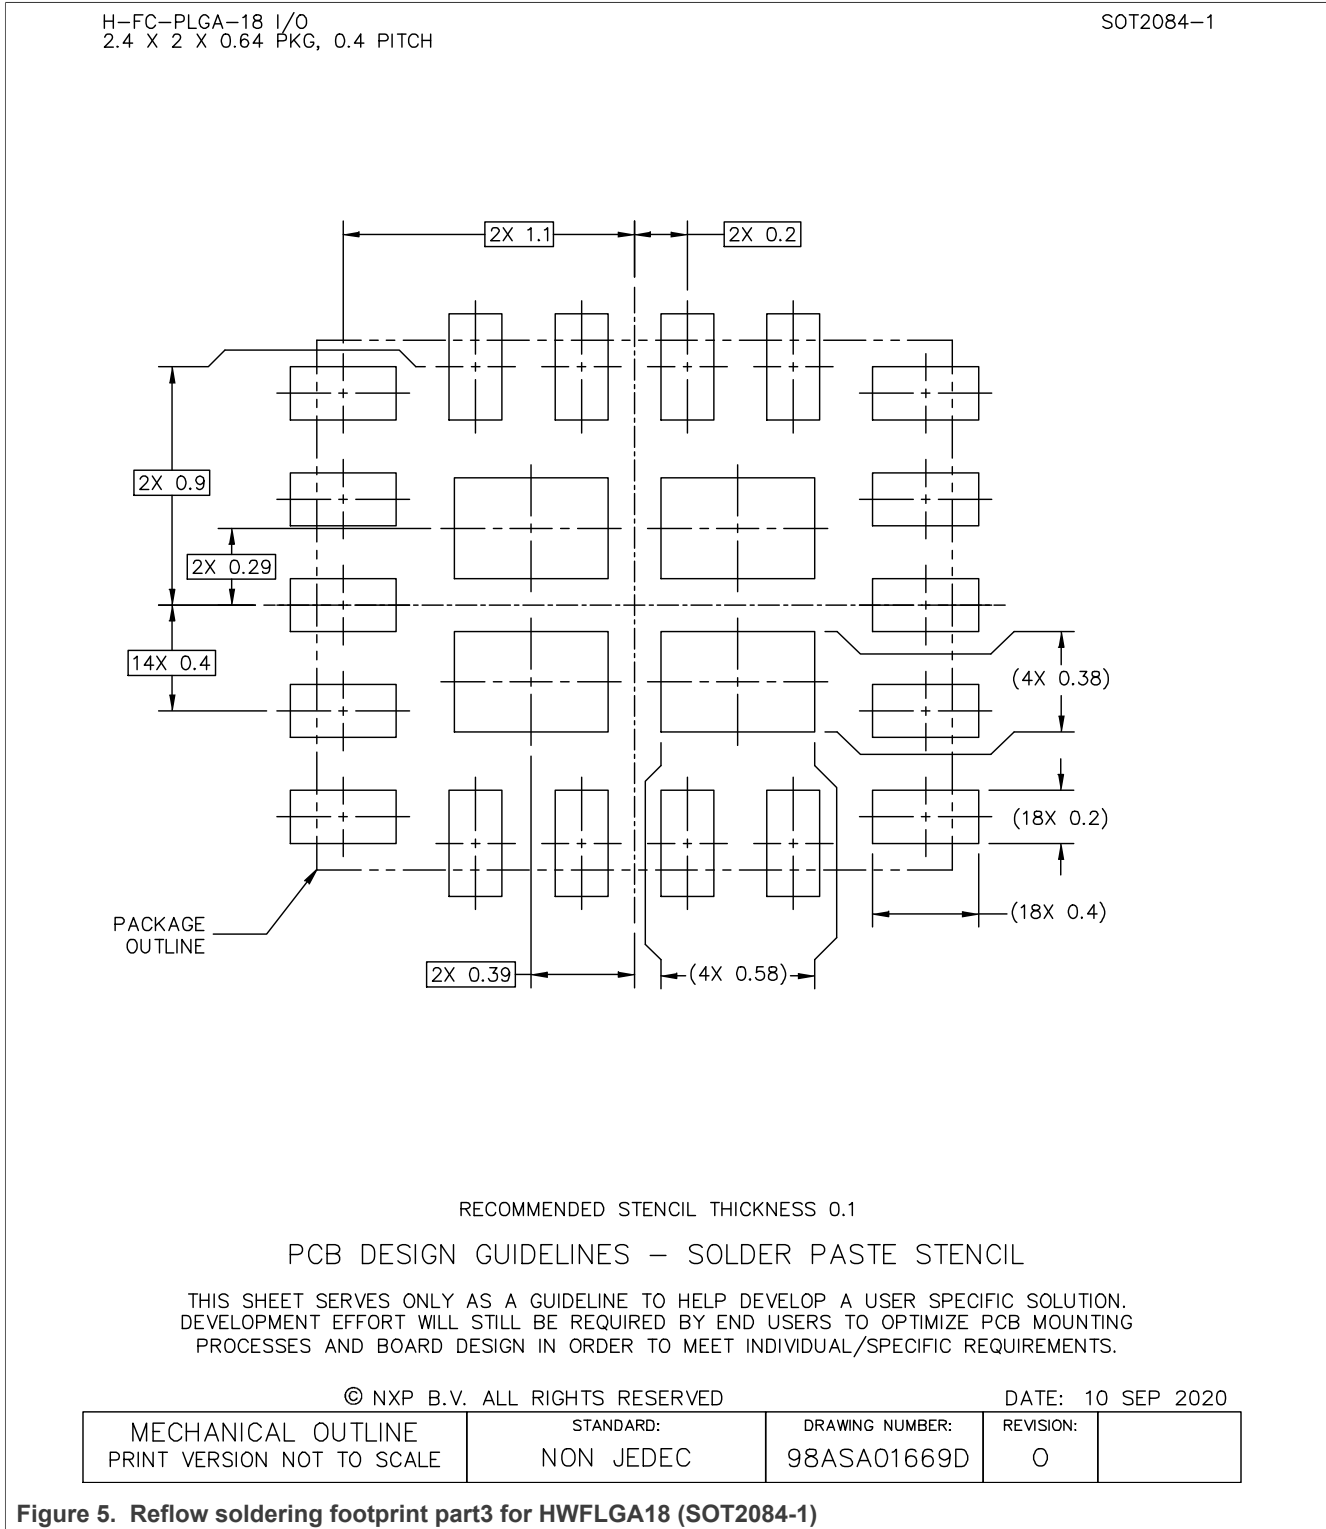 H-FC-PLGA-18 I/O
2.4 X 2 X 0.64 PKG, 0.4 PITCH
SOT2084-1
2X 1.1
2X 0.2
2X 0.9
2X 0.29
14X 0.4
(4X 0.38)
(18X 0.2)
(18X 0.4)
PACKAGE
OUTLINE
2X 0.39
(4X 0.58)
RECOMMENDED STENCIL THICKNESS 0.1
PCB DESIGN GUIDELINES - SOLDER PASTE STENCIL
THIS SHEET SERVES ONLY AS A GUIDELINE TO HELP DEVELOP A USER SPECIFIC SOLUTION.
DEVELOPMENT EFFORT WILL STILL BE REQUIRED BY END USERS TO OPTIMIZE PCB MOUNTING
PROCESSES AND BOARD DESIGN IN ORDER TO MEET INDIVIDUAL/SPECIFIC REQUIREMENTS.
© NXP B.V. ALL RIGHTS RESERVED
DATE: 10 SEP 2020
MECHANICAL OUTLINE
PRINT VERSION NOT TO SCALE
STANDARD:
NON JEDEC
DRAWING NUMBER:
98ASA01669D
REVISION:
O
Figure 5. Reflow soldering footprint part3 for HWFLGA18 (SOT2084-1)